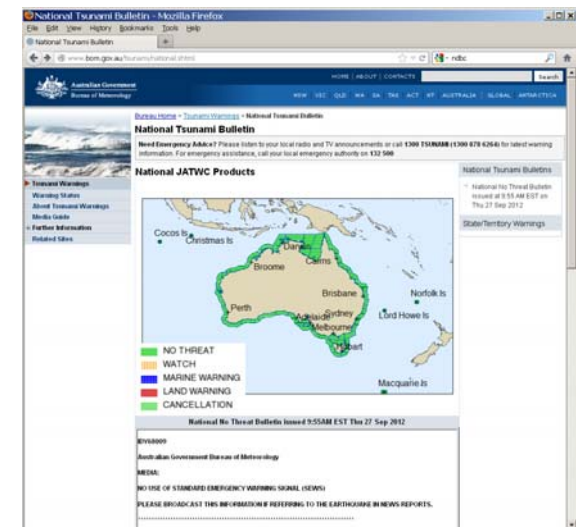 National Tsunami Bulletin - Mozilla Firefox
File Edit View History Bookmarks Tools Help
National Tsunami Bulletin
www.bom.gov.au/tsunami/national.shtml
ndbc
HOME | ABOUT | CONTACTS
Search
Australian Government
Bureau of Meteorology
NSW VIC QLD WA SA TAS ACT NT AUSTRALIA GLOBAL ANTARCTICA
Bureau Home > Tsunami Warnings > National Tsunami Bulletin
National Tsunami Bulletin
Need Emergency Advice? Please listen to your local radio and TV announcements or call 1300 TSUNAMI (1300 878 6264) for latest warning
information. For emergency assistance, call your local emergency authority on 132 500
Tsunami Warnings
Warning Status
About Tsunami Warnings
Media Guide
Further Information
Related Sites
National JATWC Products
National Tsunami Bulletins
National No Threat Bulletin
issued at 9:55 AM EST on
Thu 27 Sep 2012
State/Territory Warnings
Cocos Is
Christmas Is
Darwin
Cairns
Broome
Brisbane
Norfolk Is
Perth
Adelaide
Sydney
Lord Howe Is
Melbourne
Hobart
Macquarie Is
NO THREAT
WATCH
MARINE WARNING
LAND WARNING
CANCELLATION
National No Threat Bulletin issued 9:55AM EST Thu 27 Sep 2012
IDY68009
Australian Government Bureau of Meteorology
MEDIA:
NO USE OF STANDARD EMERGENCY WARNING SIGNAL (SEWS)
PLEASE BROADCAST THIS INFORMATION IF REFERRING TO THE EARTHQUAKE IN NEWS REPORTS.